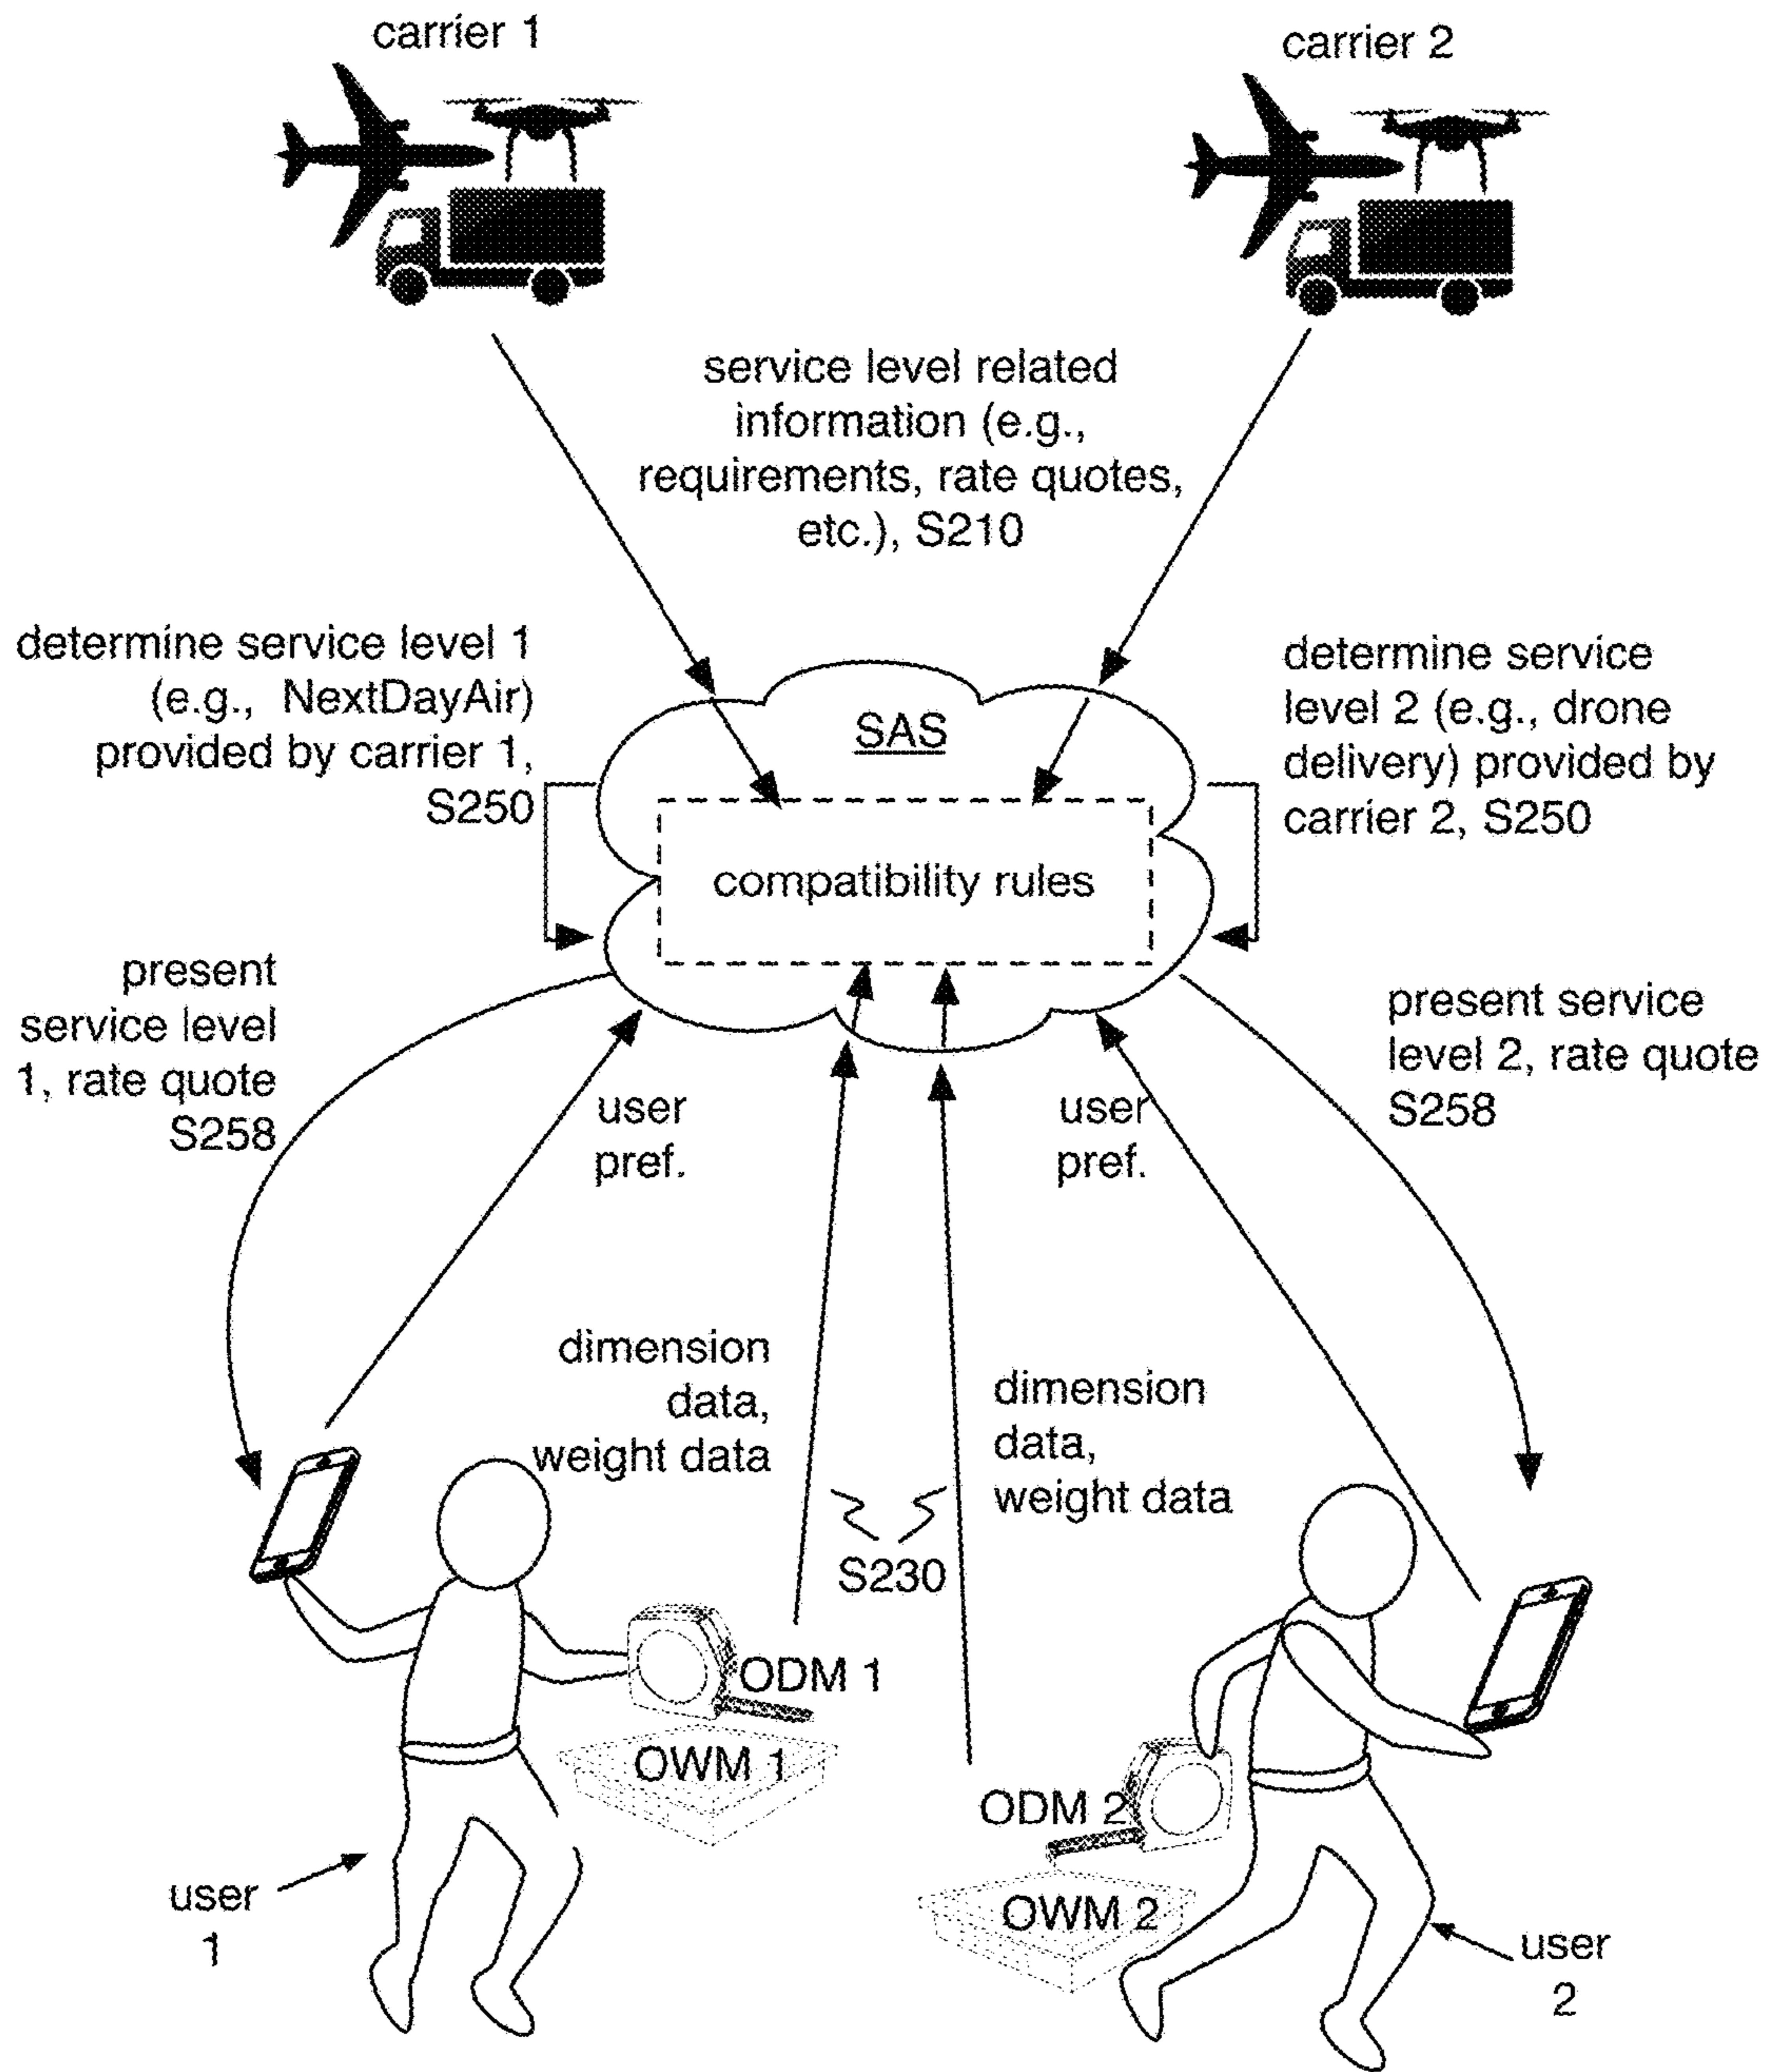 carrier 1
carrier 2
service level related
information (e.g.,
requirements, rate quotes,
etc.), S210
determine service level 1
(e.g., NextDayAir)
provided by carrier 1,
S250
determine service
level 2 (e.g., drone
delivery) provided by
carrier 2, S250
SAS
compatibility rules
present
service level
1, rate quote
S258
user
pref.
user
pref.
present service
level 2, rate quote
S258
dimension
data,
weight data
dimension
data,
weight data
S230
ODM 1
OWM 1
ODM 2
OWM 2
user
1
user
2